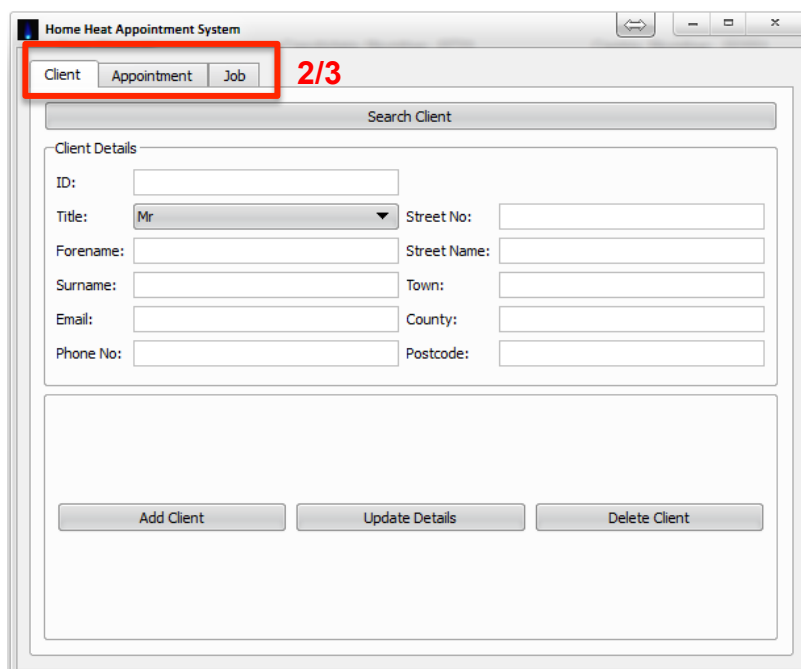 Home Heat Appointment System
Client Appointment Job 2/3
Search Client
Client Details
ID:
Title: Mr Street No:
Forename: Street Name:
Surname: Town:
Email: County:
Phone No: Postcode:
Add Client Update Details Delete Client